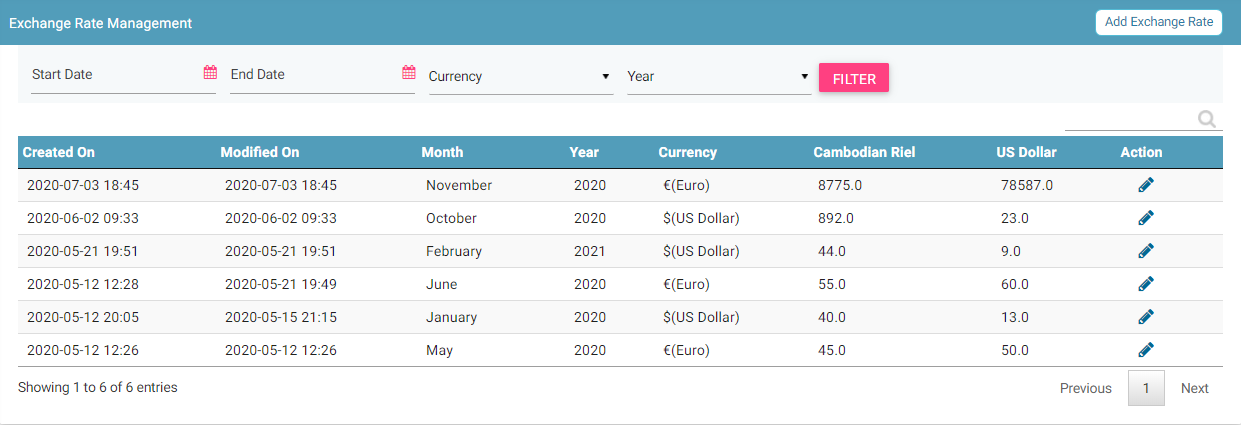 Exchange Rate Management Add Exchange Rate
Start Date End Date Currency Year FILTER
Created On Modified On Month Year Currency Cambodian Riel US Dollar Action
2020-07-03 18:45 2020-07-03 18:45 November 2020 €(Euro) 8775.0 78587.0
2020-06-02 09:33 2020-06-02 09:33 October 2020 $(US Dollar) 892.0 23.0
2020-05-21 19:51 2020-05-21 19:51 February 2021 $(US Dollar) 44.0 9.0
2020-05-12 12:28 2020-05-21 19:49 June 2020 €(Euro) 55.0 60.0
2020-05-12 20:05 2020-05-15 21:15 January 2020 $(US Dollar) 40.0 13.0
2020-05-12 12:26 2020-05-12 12:26 May 2020 €(Euro) 45.0 50.0
Showing 1 to 6 of 6 entries Previous 1 Next